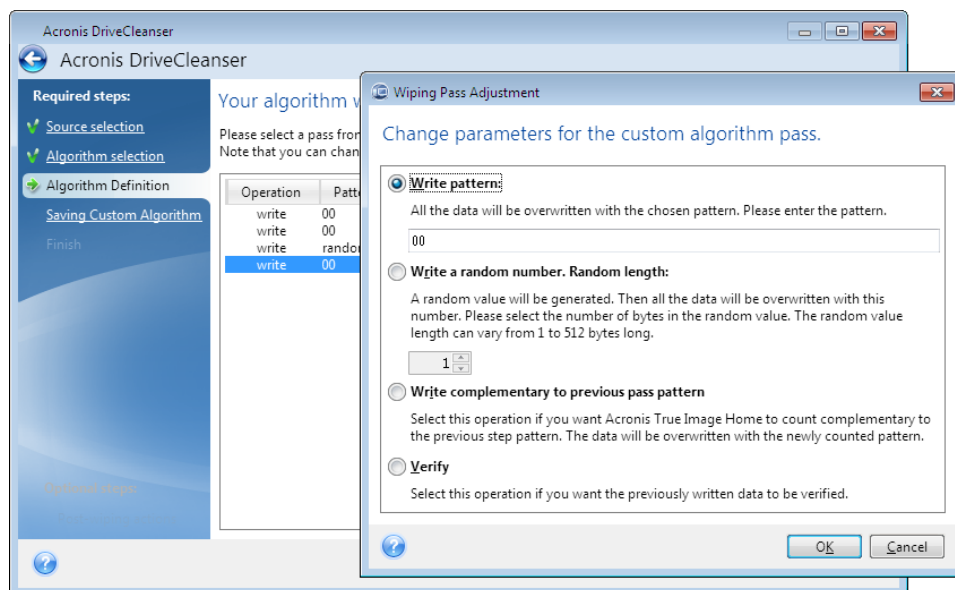 Acronis DriveCleanser
Acronis DriveCleanser
Required steps:
Source selection
Algorithm selection
Algorithm Definition
Saving Custom Algorithm
Finish
Optional steps:
Your algorithm
Please select a pass
Note that you can
Operation
write 00
write 00
write
write 00
Wiping Pass Adjustment
Change parameters for the custom algorithm pass.
Write pattern:
All the data will be overwritten with the chosen pattern. Please enter the pattern.
00
Write a random number. Random length:
A random value will be generated. Then all the data will be overwritten with this
number. Please select the number of bytes in the random value. The random value
length can vary from 1 to 512 bytes long.
1
Write complementary to previous pass pattern
Select this operation if you want Acronis True Image Home to count complementary to
the previous step pattern. The data will be overwritten with the newly counted pattern.
Verify
Select this operation if you want the previously written data to be verified.
OK
Cancel